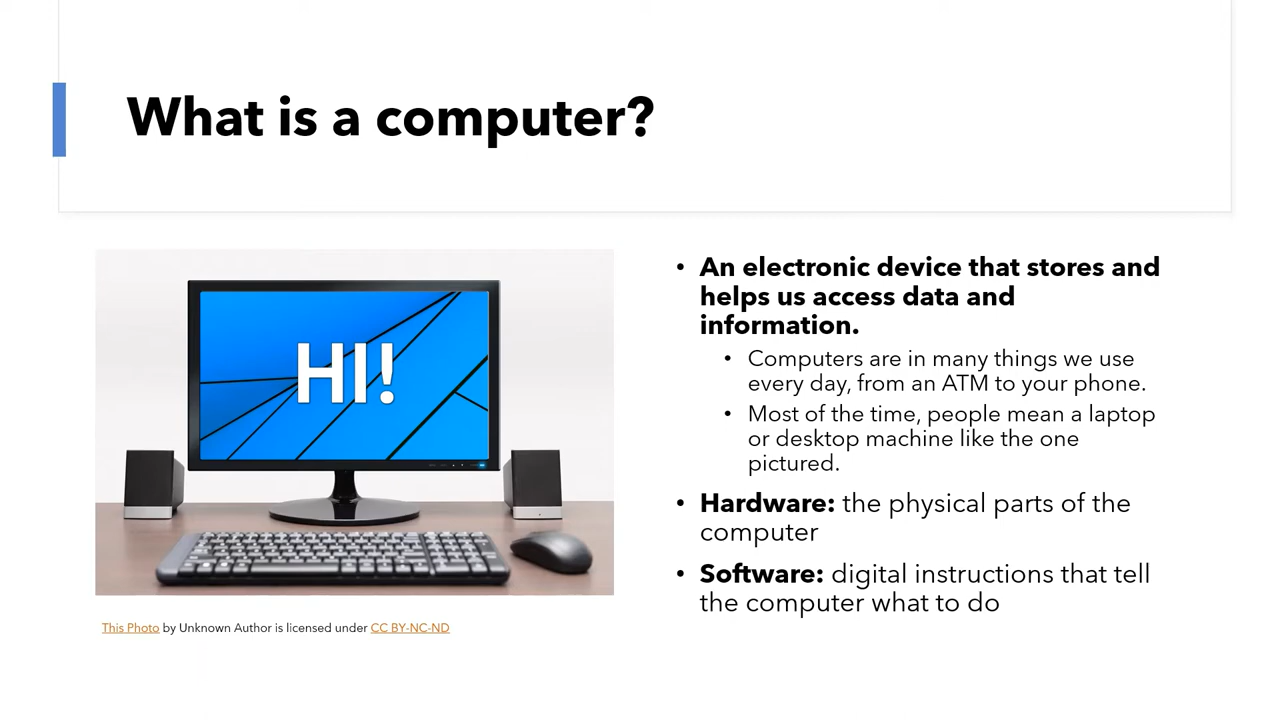 What is a computer?
HI!
• An electronic device that stores and
helps us access data and
information.
• Computers are in many things we use
every day, from an ATM to your phone.
• Most of the time, people mean a laptop
or desktop machine like the one
pictured.
• Hardware: the physical parts of the
computer
• Software: digital instructions that tell
the computer what to do
This Photo by Unknown Author is licensed under CC BY-NC-ND